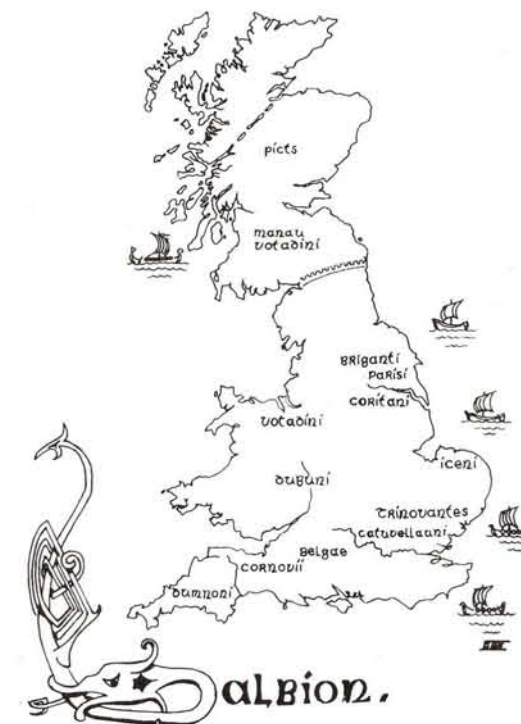 picts
manau
votadini
briganti
parisi
coritani
votadini
iceni
dubuni
trinovantes
catuvellauni
belgae
cornovii
dumnoni
albion.